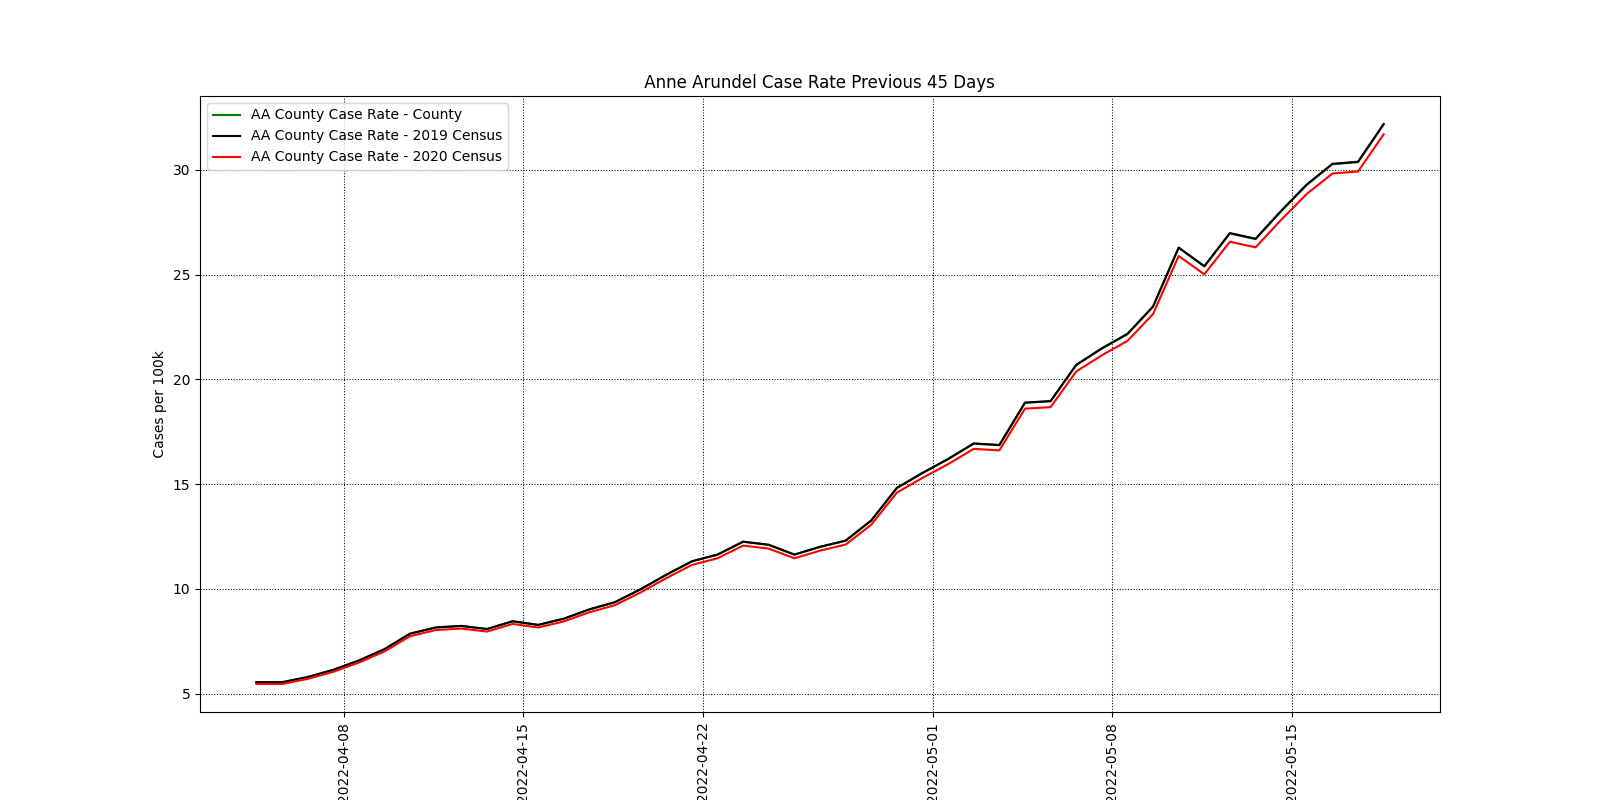 Anne Arundel Case Rate Previous 45 Days
AA County Case Rate - County
AA County Case Rate - 2019 Census
AA County Case Rate - 2020 Census
30
25
20
15
10
5
Cases per 100k
2022-04-08
2022-04-15
2022-04-22
2022-05-01
2022-05-08
2022-05-15